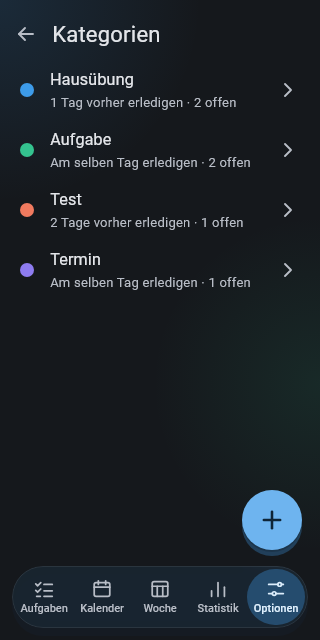 Kategorien
Hausübung
1 Tag vorher erledigen · 2 offen
Aufgabe
Am selben Tag erledigen · 2 offen
Test
2 Tage vorher erledigen · 1 offen
Termin
Am selben Tag erledigen · 1 offen
Aufgaben Kalender Woche Statistik Optionen